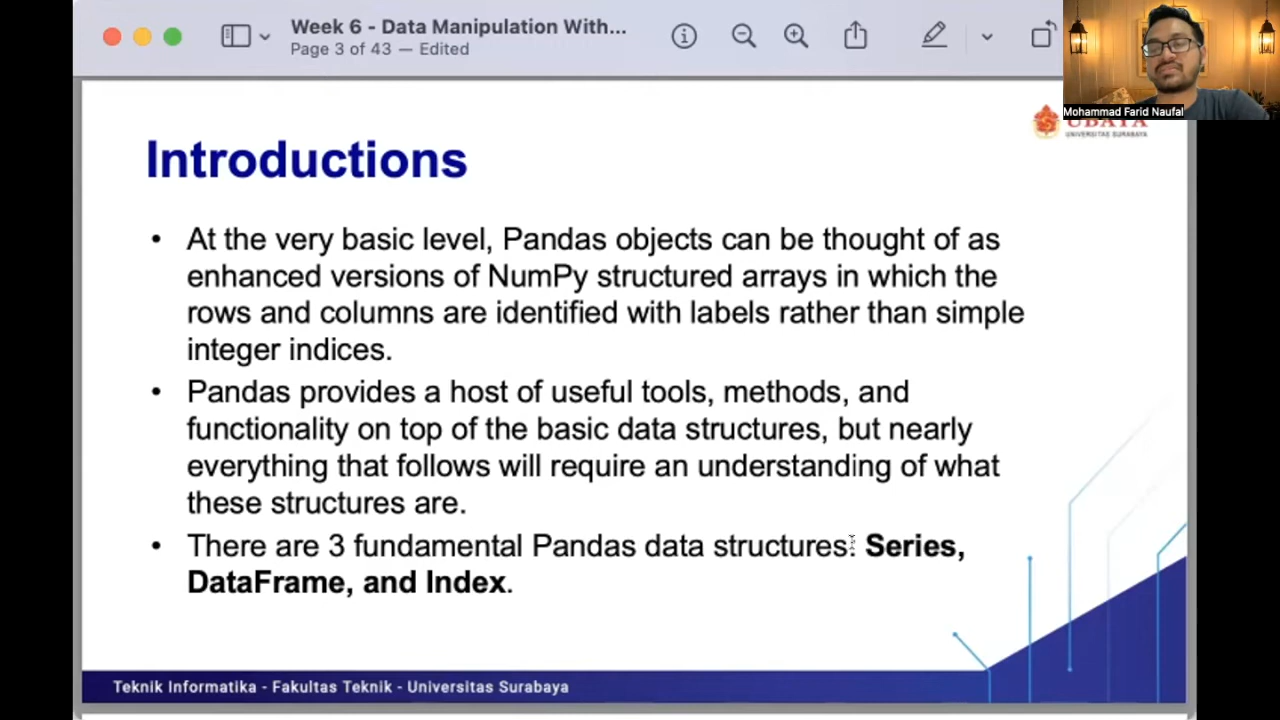 Week 6 - Data Manipulation With...
Page 3 of 43 — Edited
Mohammad Farid Naufal
UBAYA
UNIVERSITAS SURABAYA
Introductions
• At the very basic level, Pandas objects can be thought of as
enhanced versions of NumPy structured arrays in which the
rows and columns are identified with labels rather than simple
integer indices.
• Pandas provides a host of useful tools, methods, and
functionality on top of the basic data structures, but nearly
everything that follows will require an understanding of what
these structures are.
• There are 3 fundamental Pandas data structures: Series,
DataFrame, and Index.
Teknik Informatika - Fakultas Teknik - Universitas Surabaya